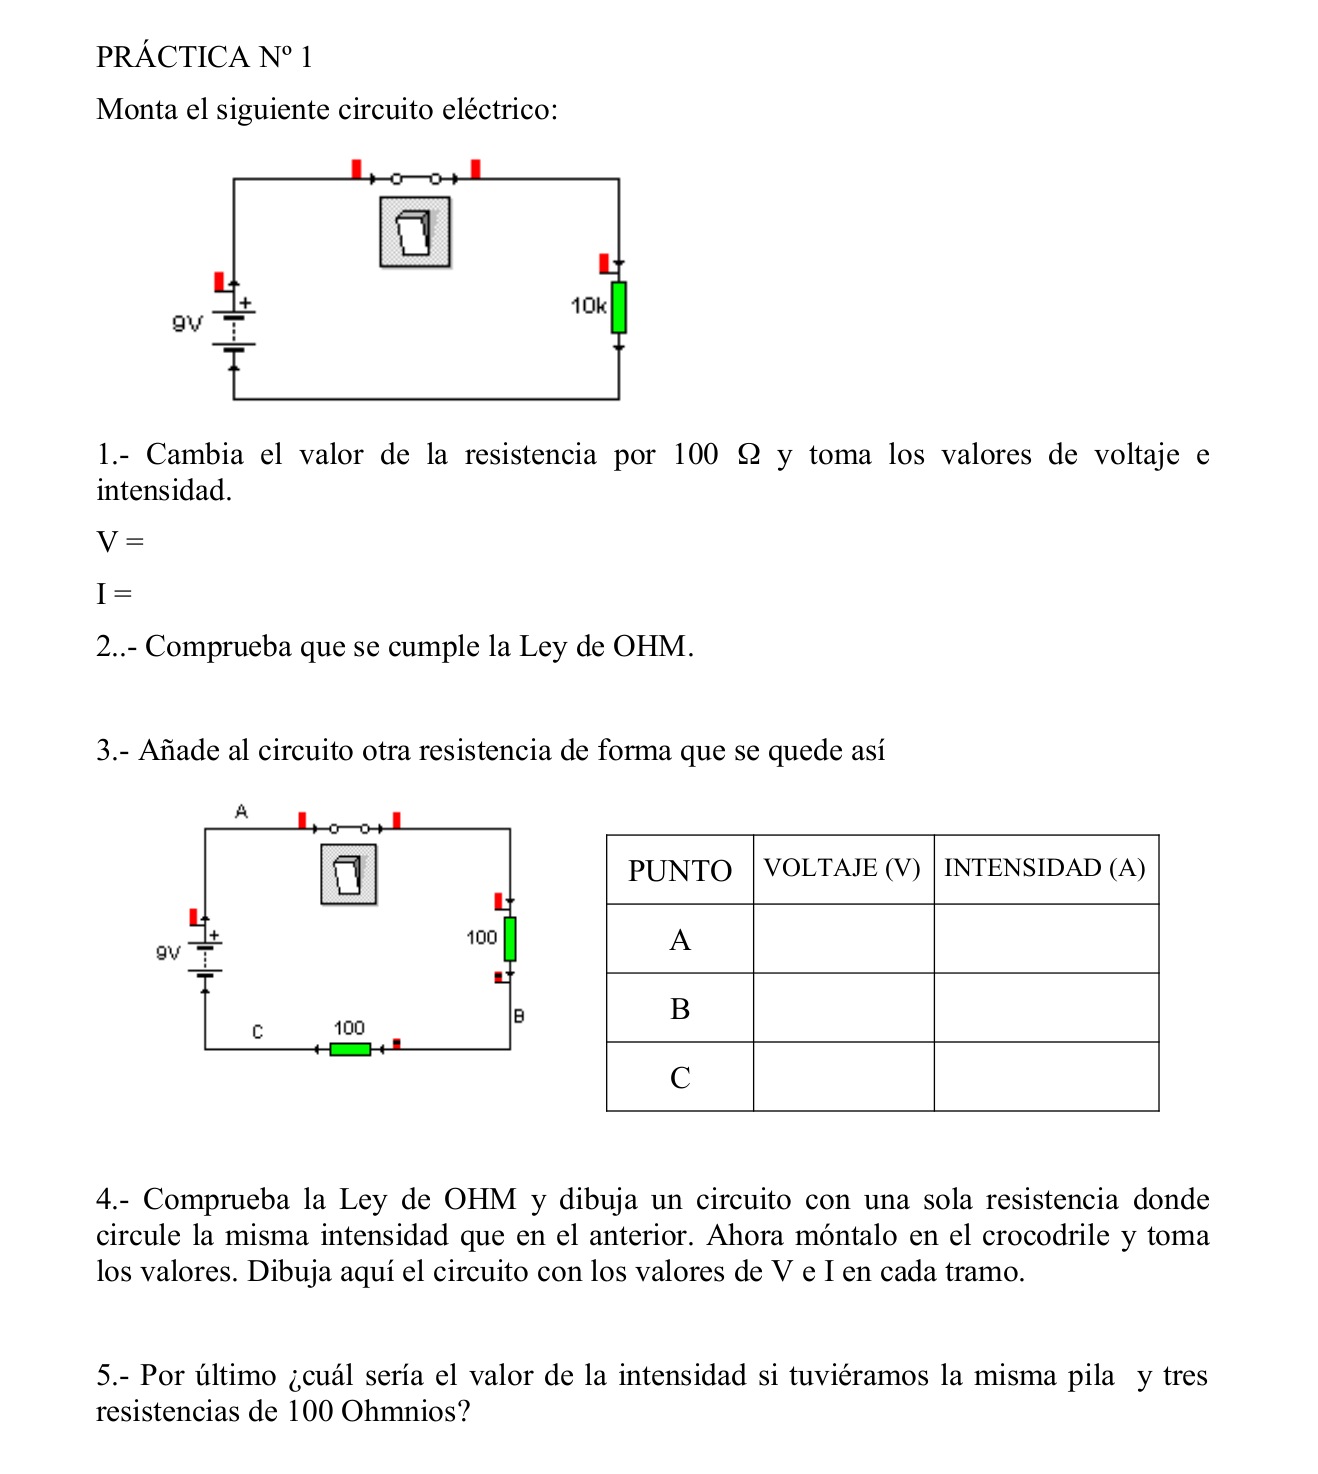 PRÁCTICA Nº 1
Monta el siguiente circuito eléctrico:
+
9V
10k
1.- Cambia el valor de la resistencia por 100 Ω y toma los valores de voltaje e
intensidad.
V =
I =
2..- Comprueba que se cumple la Ley de OHM.
3.- Añade al circuito otra resistencia de forma que se quede así
A
+
9V
100
B
C
100
PUNTO VOLTAJE (V) INTENSIDAD (A)
A
B
C
4.- Comprueba la Ley de OHM y dibuja un circuito con una sola resistencia donde
circule la misma intensidad que en el anterior. Ahora móntalo en el crocodrile y toma
los valores. Dibuja aquí el circuito con los valores de V e I en cada tramo.
5.- Por último ¿cuál sería el valor de la intensidad si tuviéramos la misma pila y tres
resistencias de 100 Ohmnios?